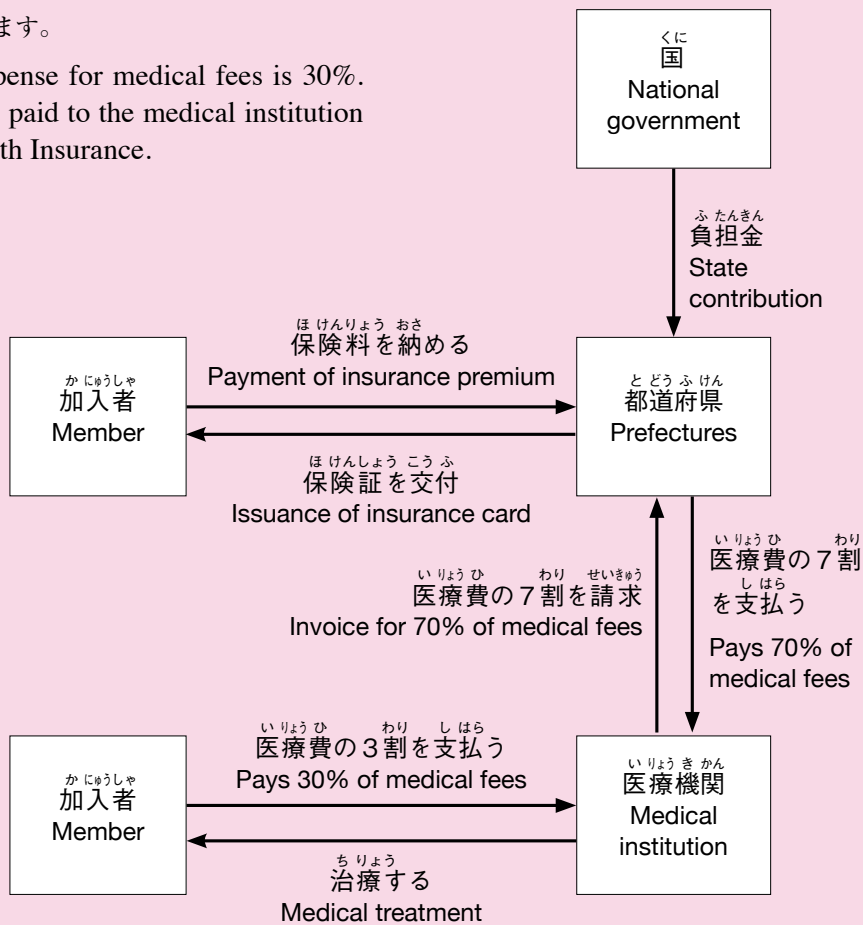 ます。
pense for medical fees is 30%.
paid to the medical institution
th Insurance.
くに
国
National
government
ふ たんきん
負担金
State
contribution
か にゅうしゃ
加入者
Member
ほ けんりょう おさ
保険料を納める
Payment of insurance premium
ほ けんしょう こう ふ
保険証を交付
Issuance of insurance card
と どう ふ けん
都道府県
Prefectures
い りょう ひ わり せいきゅう
医療費の7割を請求
Invoice for 70% of medical fees
い りょう ひ わり
医療費の7割
し はら
を支払う
Pays 70% of
medical fees
か にゅうしゃ
加入者
Member
い りょう ひ わり し はら
医療費の3割を支払う
Pays 30% of medical fees
ち りょう
治療する
Medical treatment
い りょう き かん
医療機関
Medical
institution